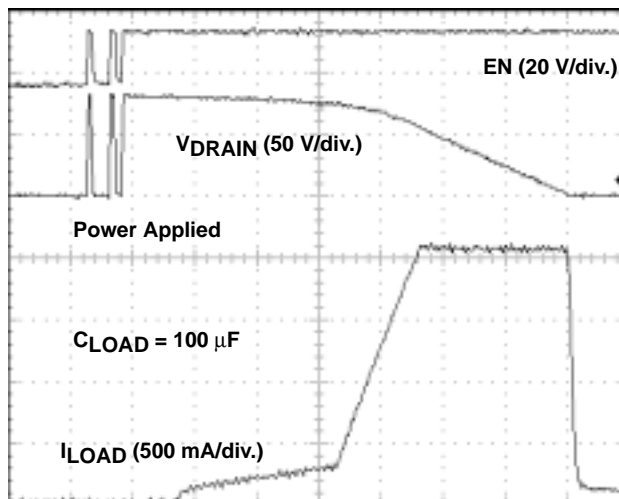 EN (20 V/div.)
VDRAIN (50 V/div.)
Power Applied
CLOAD = 100 μF
ILOAD (500 mA/div.)